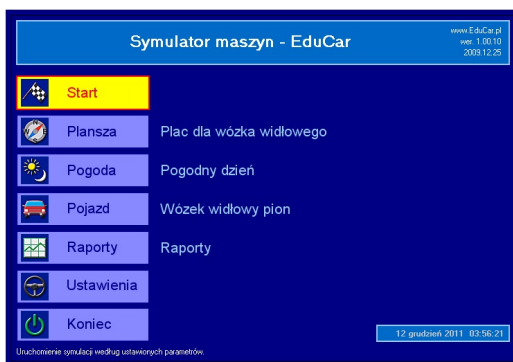 Symulator maszyn - EduCar
www.EduCar.pl
wer. 1.00.10
2009.12.25
Start
Plansza Plac dla wózka widłowego
Pogoda Pogodny dzień
Pojazd Wózek widłowy pion
Raporty Raporty
Ustawienia
Koniec
12 grudzień 2011 03:56:21
Uruchomienie symulacji według ustawionych parametrów.